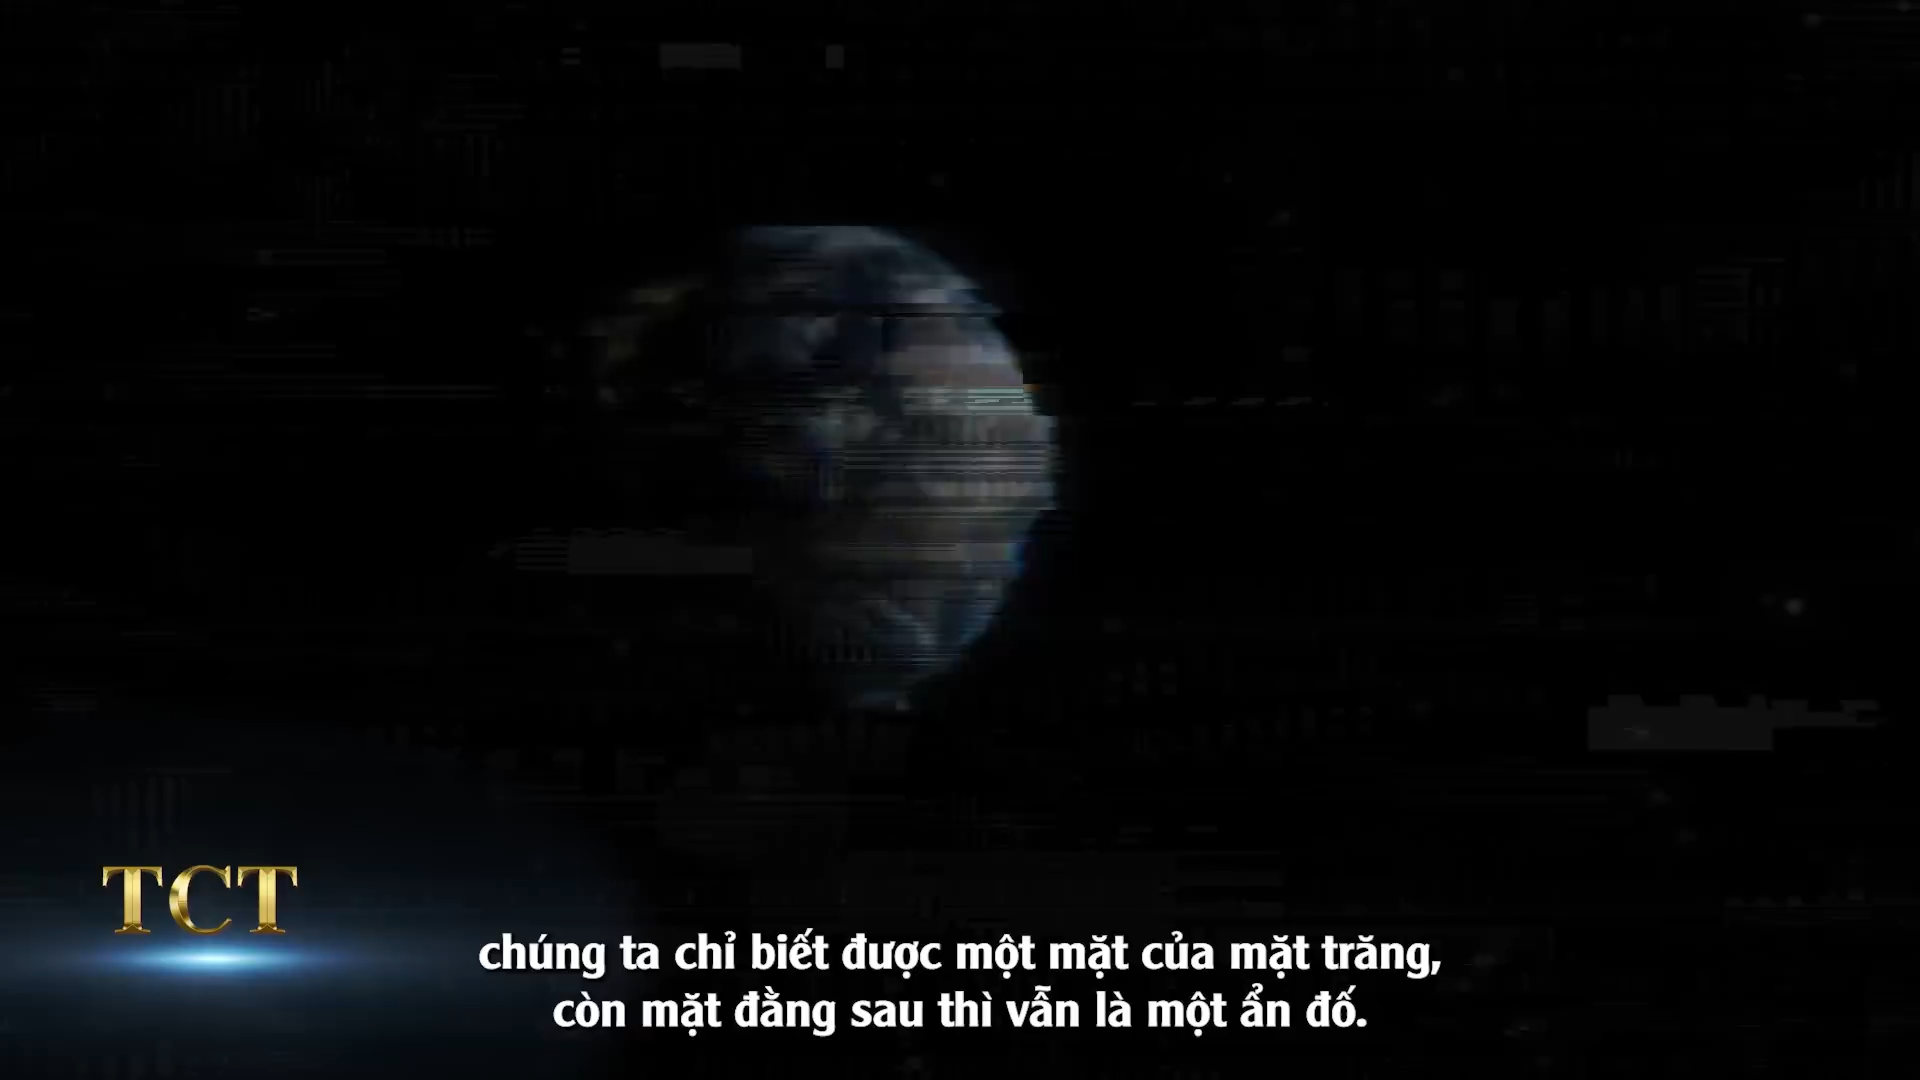 TCT
chúng ta chỉ biết được một mặt của mặt trăng,
còn mặt đằng sau thì vẫn là một ẩn đố.